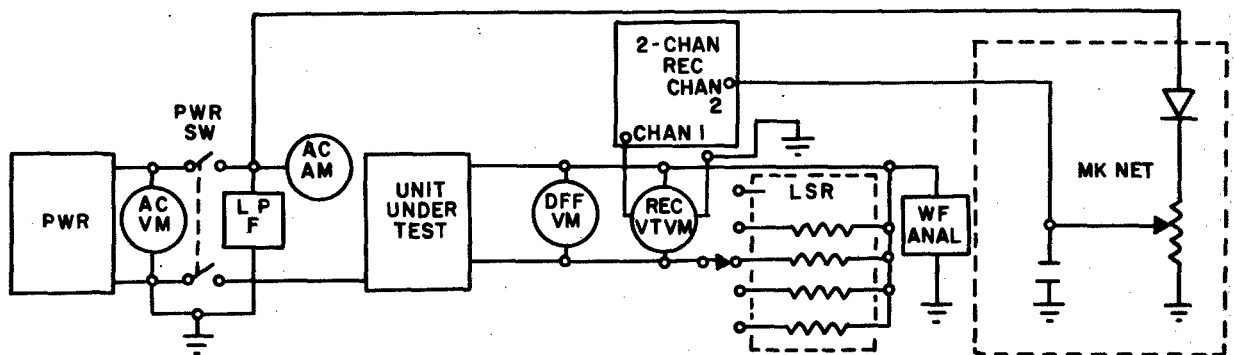 2-CHAN
REC
CHAN
2
CHAN 1
PWR
SW
AC
AM
PWR
AC
VM
L P
F
UNIT
UNDER
TEST
DFF
VM
REC
VTVM
LSR
WF
ANAL
MK NET